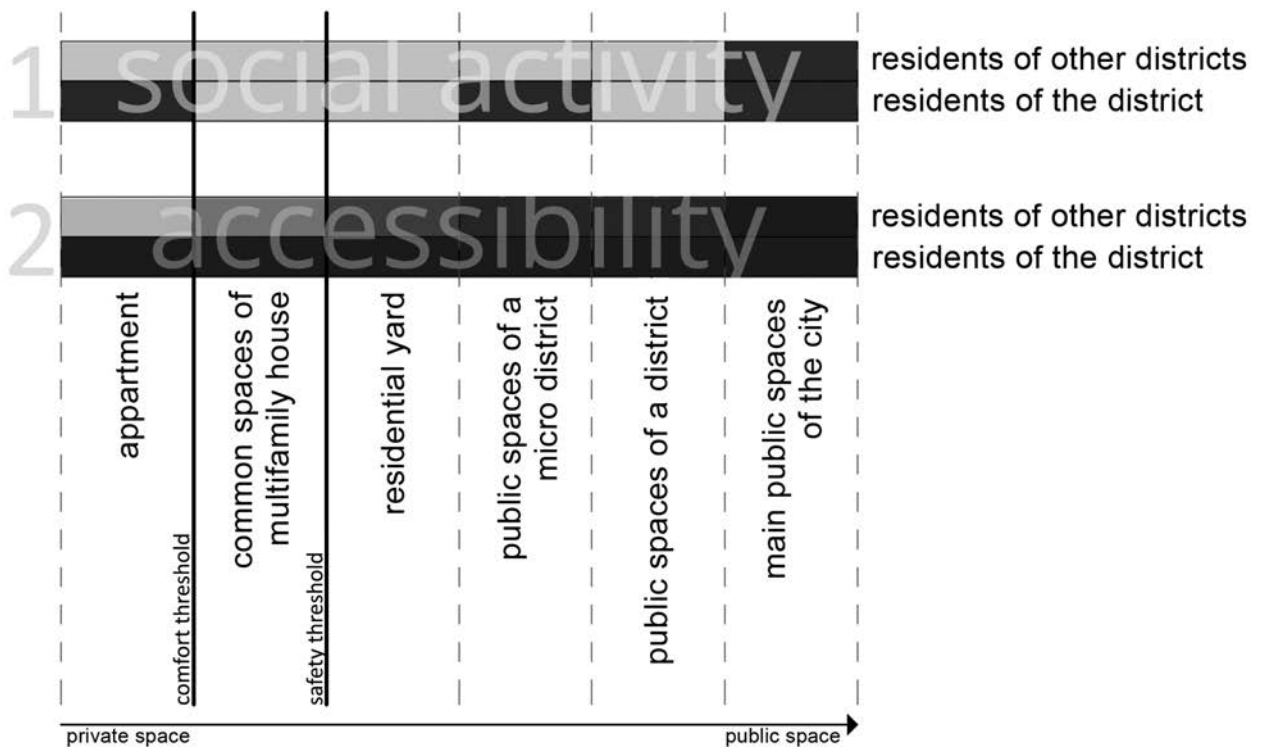 1 social activity
residents of other districts
residents of the district
2 accessibility
residents of other districts
residents of the district
appartment
comfort threshold
common spaces of
multifamily house
safety threshold
residential yard
public spaces of a
micro district
public spaces of a district
main public spaces
of the city
private space
public space